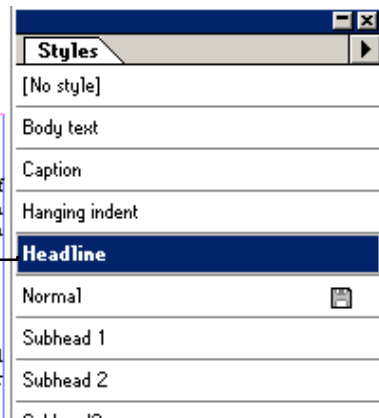 Styles
[No style]
Body text
Caption
Hanging indent
Headline
Normal
Subhead 1
Subhead 2